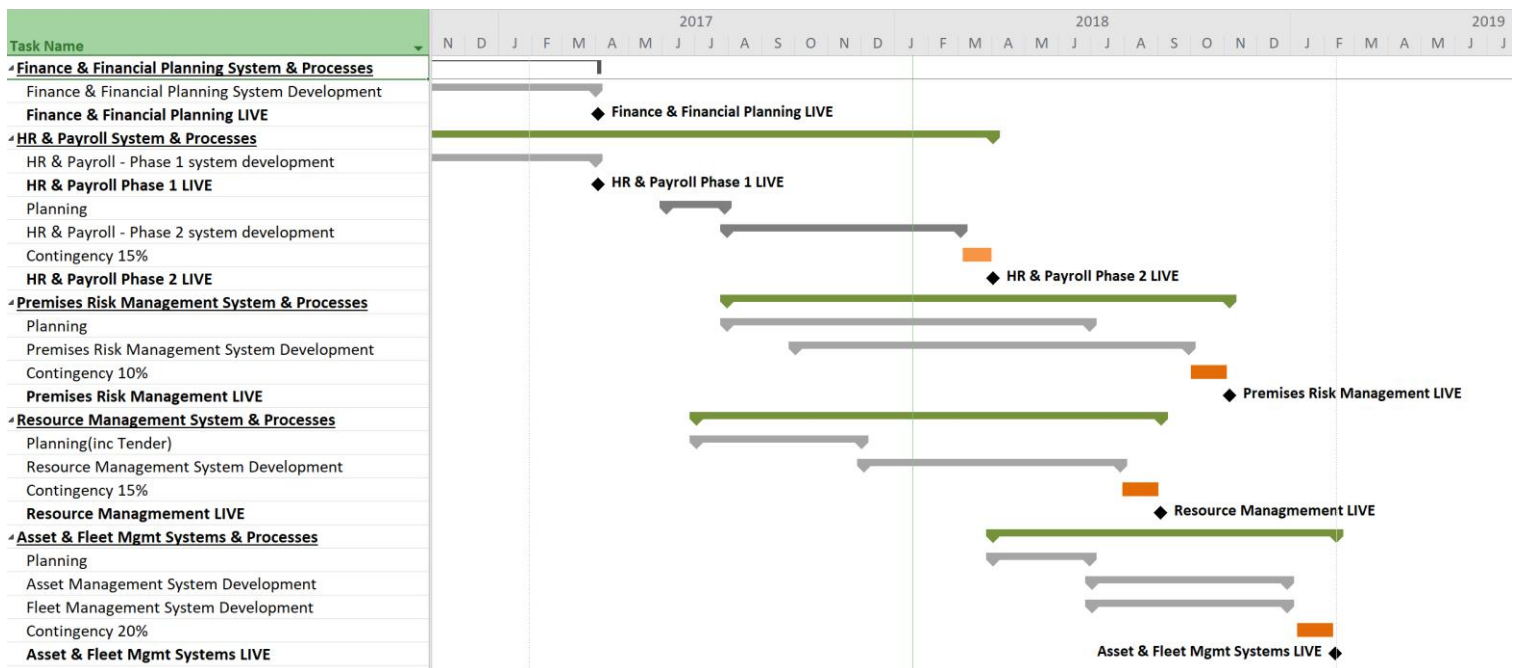 2017 2018 2019
Task Name N D J F M A M J J A S O N D J F M A M J J A S O N D J F M A M J J
Finance & Financial Planning System & Processes
Finance & Financial Planning System Development
Finance & Financial Planning LIVE Finance & Financial Planning LIVE
HR & Payroll System & Processes
HR & Payroll - Phase 1 system development
HR & Payroll Phase 1 LIVE HR & Payroll Phase 1 LIVE
Planning
HR & Payroll - Phase 2 system development
Contingency 15%
HR & Payroll Phase 2 LIVE HR & Payroll Phase 2 LIVE
Premises Risk Management System & Processes
Planning
Premises Risk Management System Development
Contingency 10%
Premises Risk Management LIVE Premises Risk Management LIVE
Resource Management System & Processes
Planning(inc Tender)
Resource Management System Development
Contingency 15%
Resource Managmement LIVE Resource Managmement LIVE
Asset & Fleet Mgmt Systems & Processes
Planning
Asset Management System Development
Fleet Management System Development
Contingency 20%
Asset & Fleet Mgmt Systems LIVE Asset & Fleet Mgmt Systems LIVE